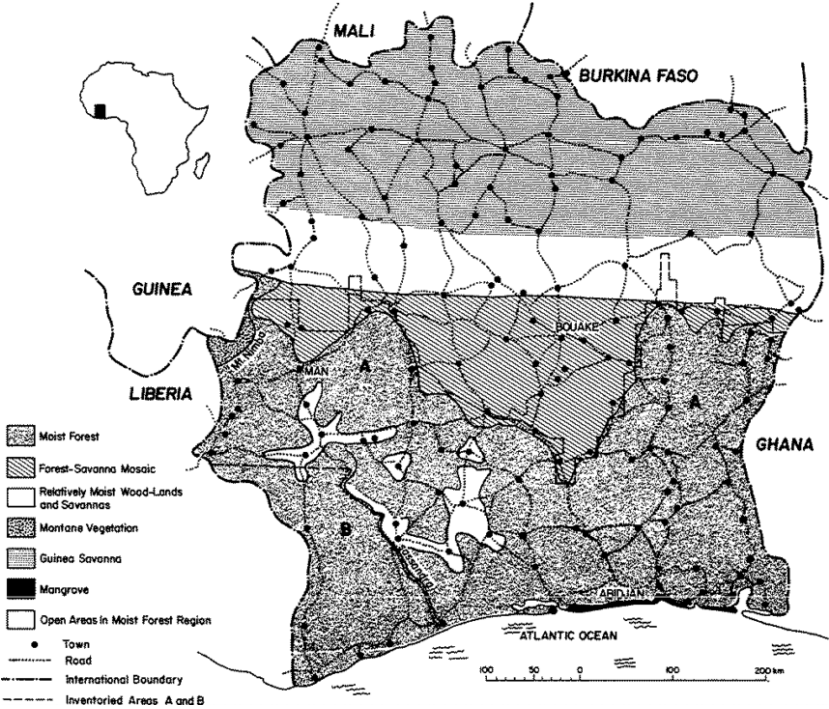 MALI
BURKINA FASO
GUINEA
BOUAKE
Mt. Nimba
MAN
A
LIBERIA
A
GHANA
Moist Forest
Forest-Savanna Mosaic
Relatively Moist Wood-Lands
and Savannas
Montane Vegetation
B
Guinea Savanna
Mangrove
ABIDJAN
Open Areas In Moist Forest Region
ATLANTIC OCEAN
Town
Road
International Boundary
Inventoried Areas A and B
100 50 0 100 200 km